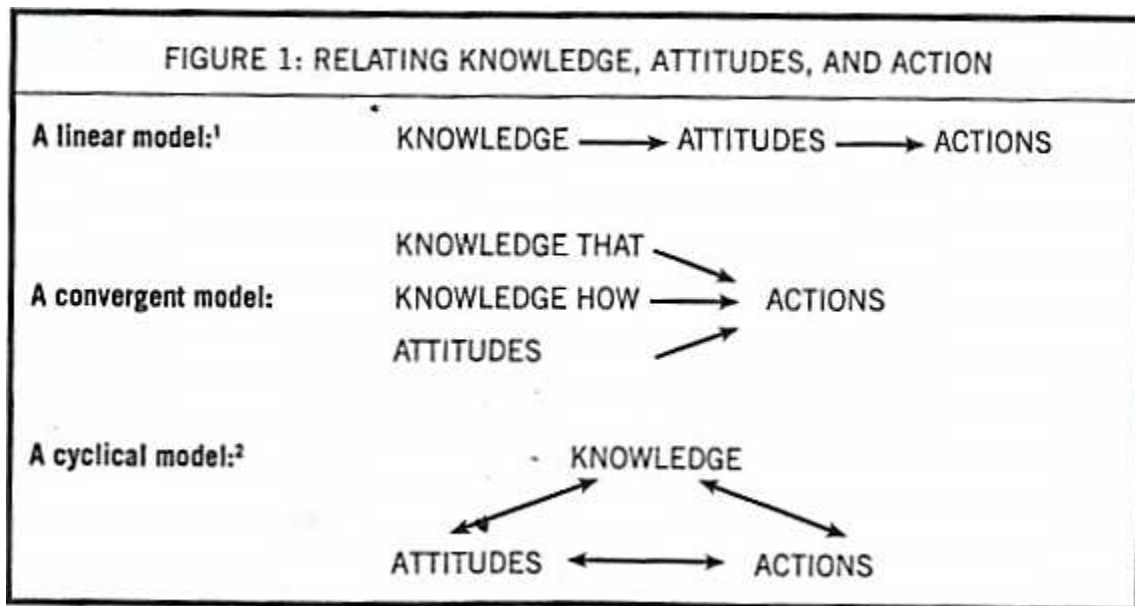 FIGURE 1: RELATING KNOWLEDGE, ATTITUDES, AND ACTION
A linear model:¹ KNOWLEDGE ATTITUDES ACTIONS
KNOWLEDGE THAT
A convergent model: KNOWLEDGE HOW ACTIONS
ATTITUDES
A cyclical model:² KNOWLEDGE
ATTITUDES ACTIONS